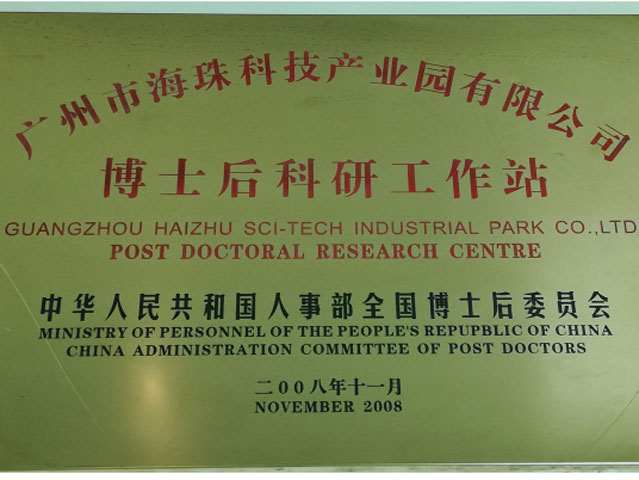 广州市海珠科技产业园有限公司
博士后科研工作站
GUANGZHOU HAIZHU SCI-TECH INDUSTRIAL PARK CO.,LTD
POST DOCTORAL RESEARCH CENTRE
中华人民共和国人事部全国博士后委员会
MINISTRY OF PERSONNEL OF THE PEOPLE'S REPUPBLIC OF CHINA
CHINA ADMINISTRATION COMMITTEE OF POST DOCTORS
二00八年十一月
NOVEMBER 2008